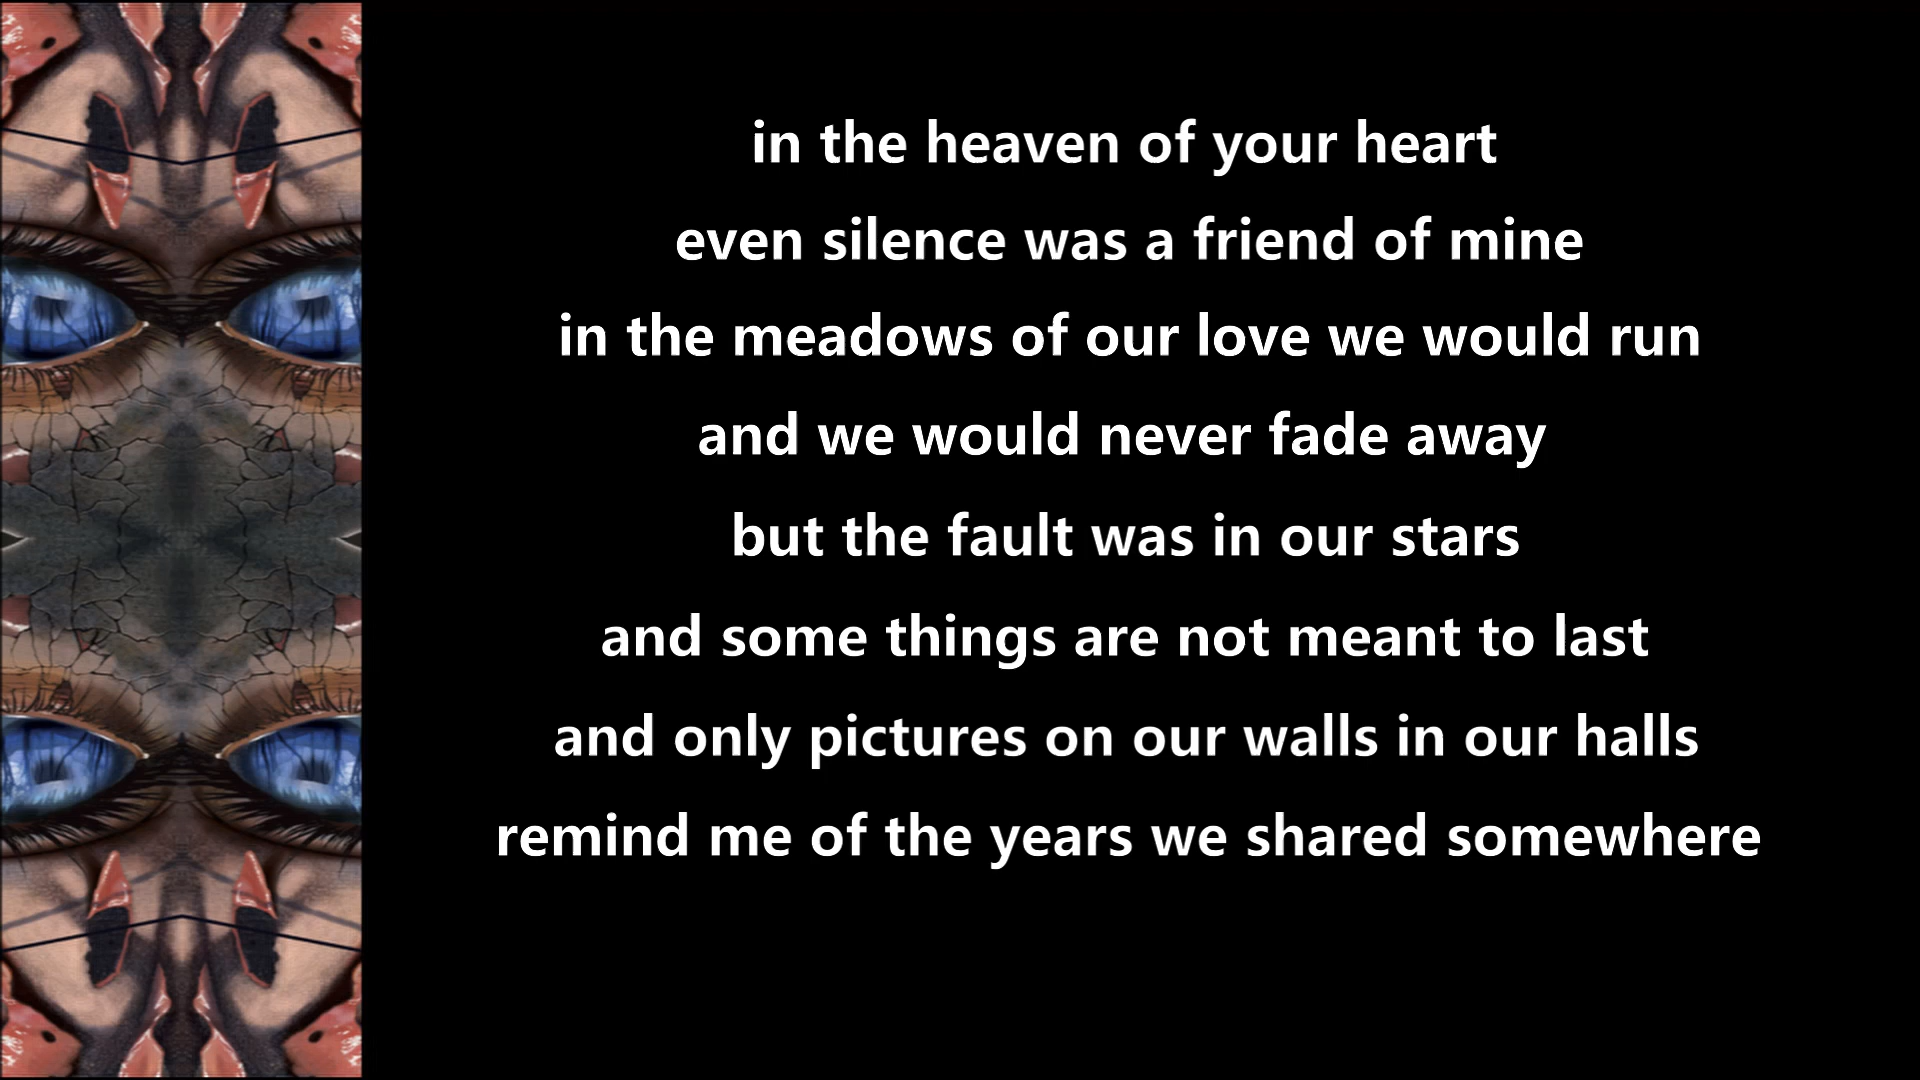 in the heaven of your heart
even silence was a friend of mine
in the meadows of our love we would run
and we would never fade away
but the fault was in our stars
and some things are not meant to last
and only pictures on our walls in our halls
remind me of the years we shared somewhere